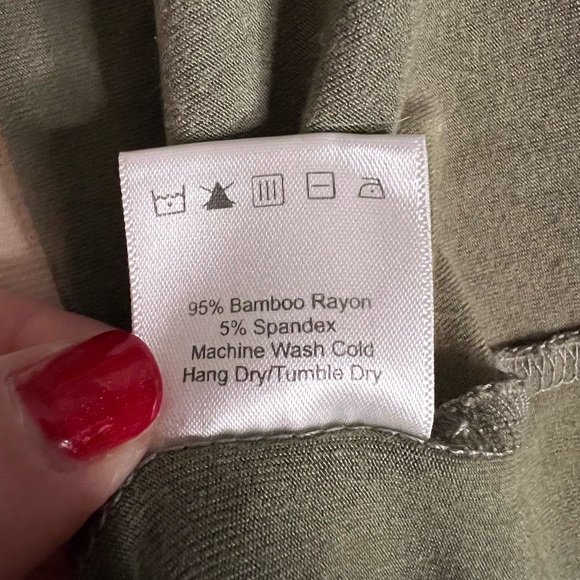 95% Bamboo Rayon
5% Spandex
Machine Wash Cold
Hang Dry/Tumble Dry